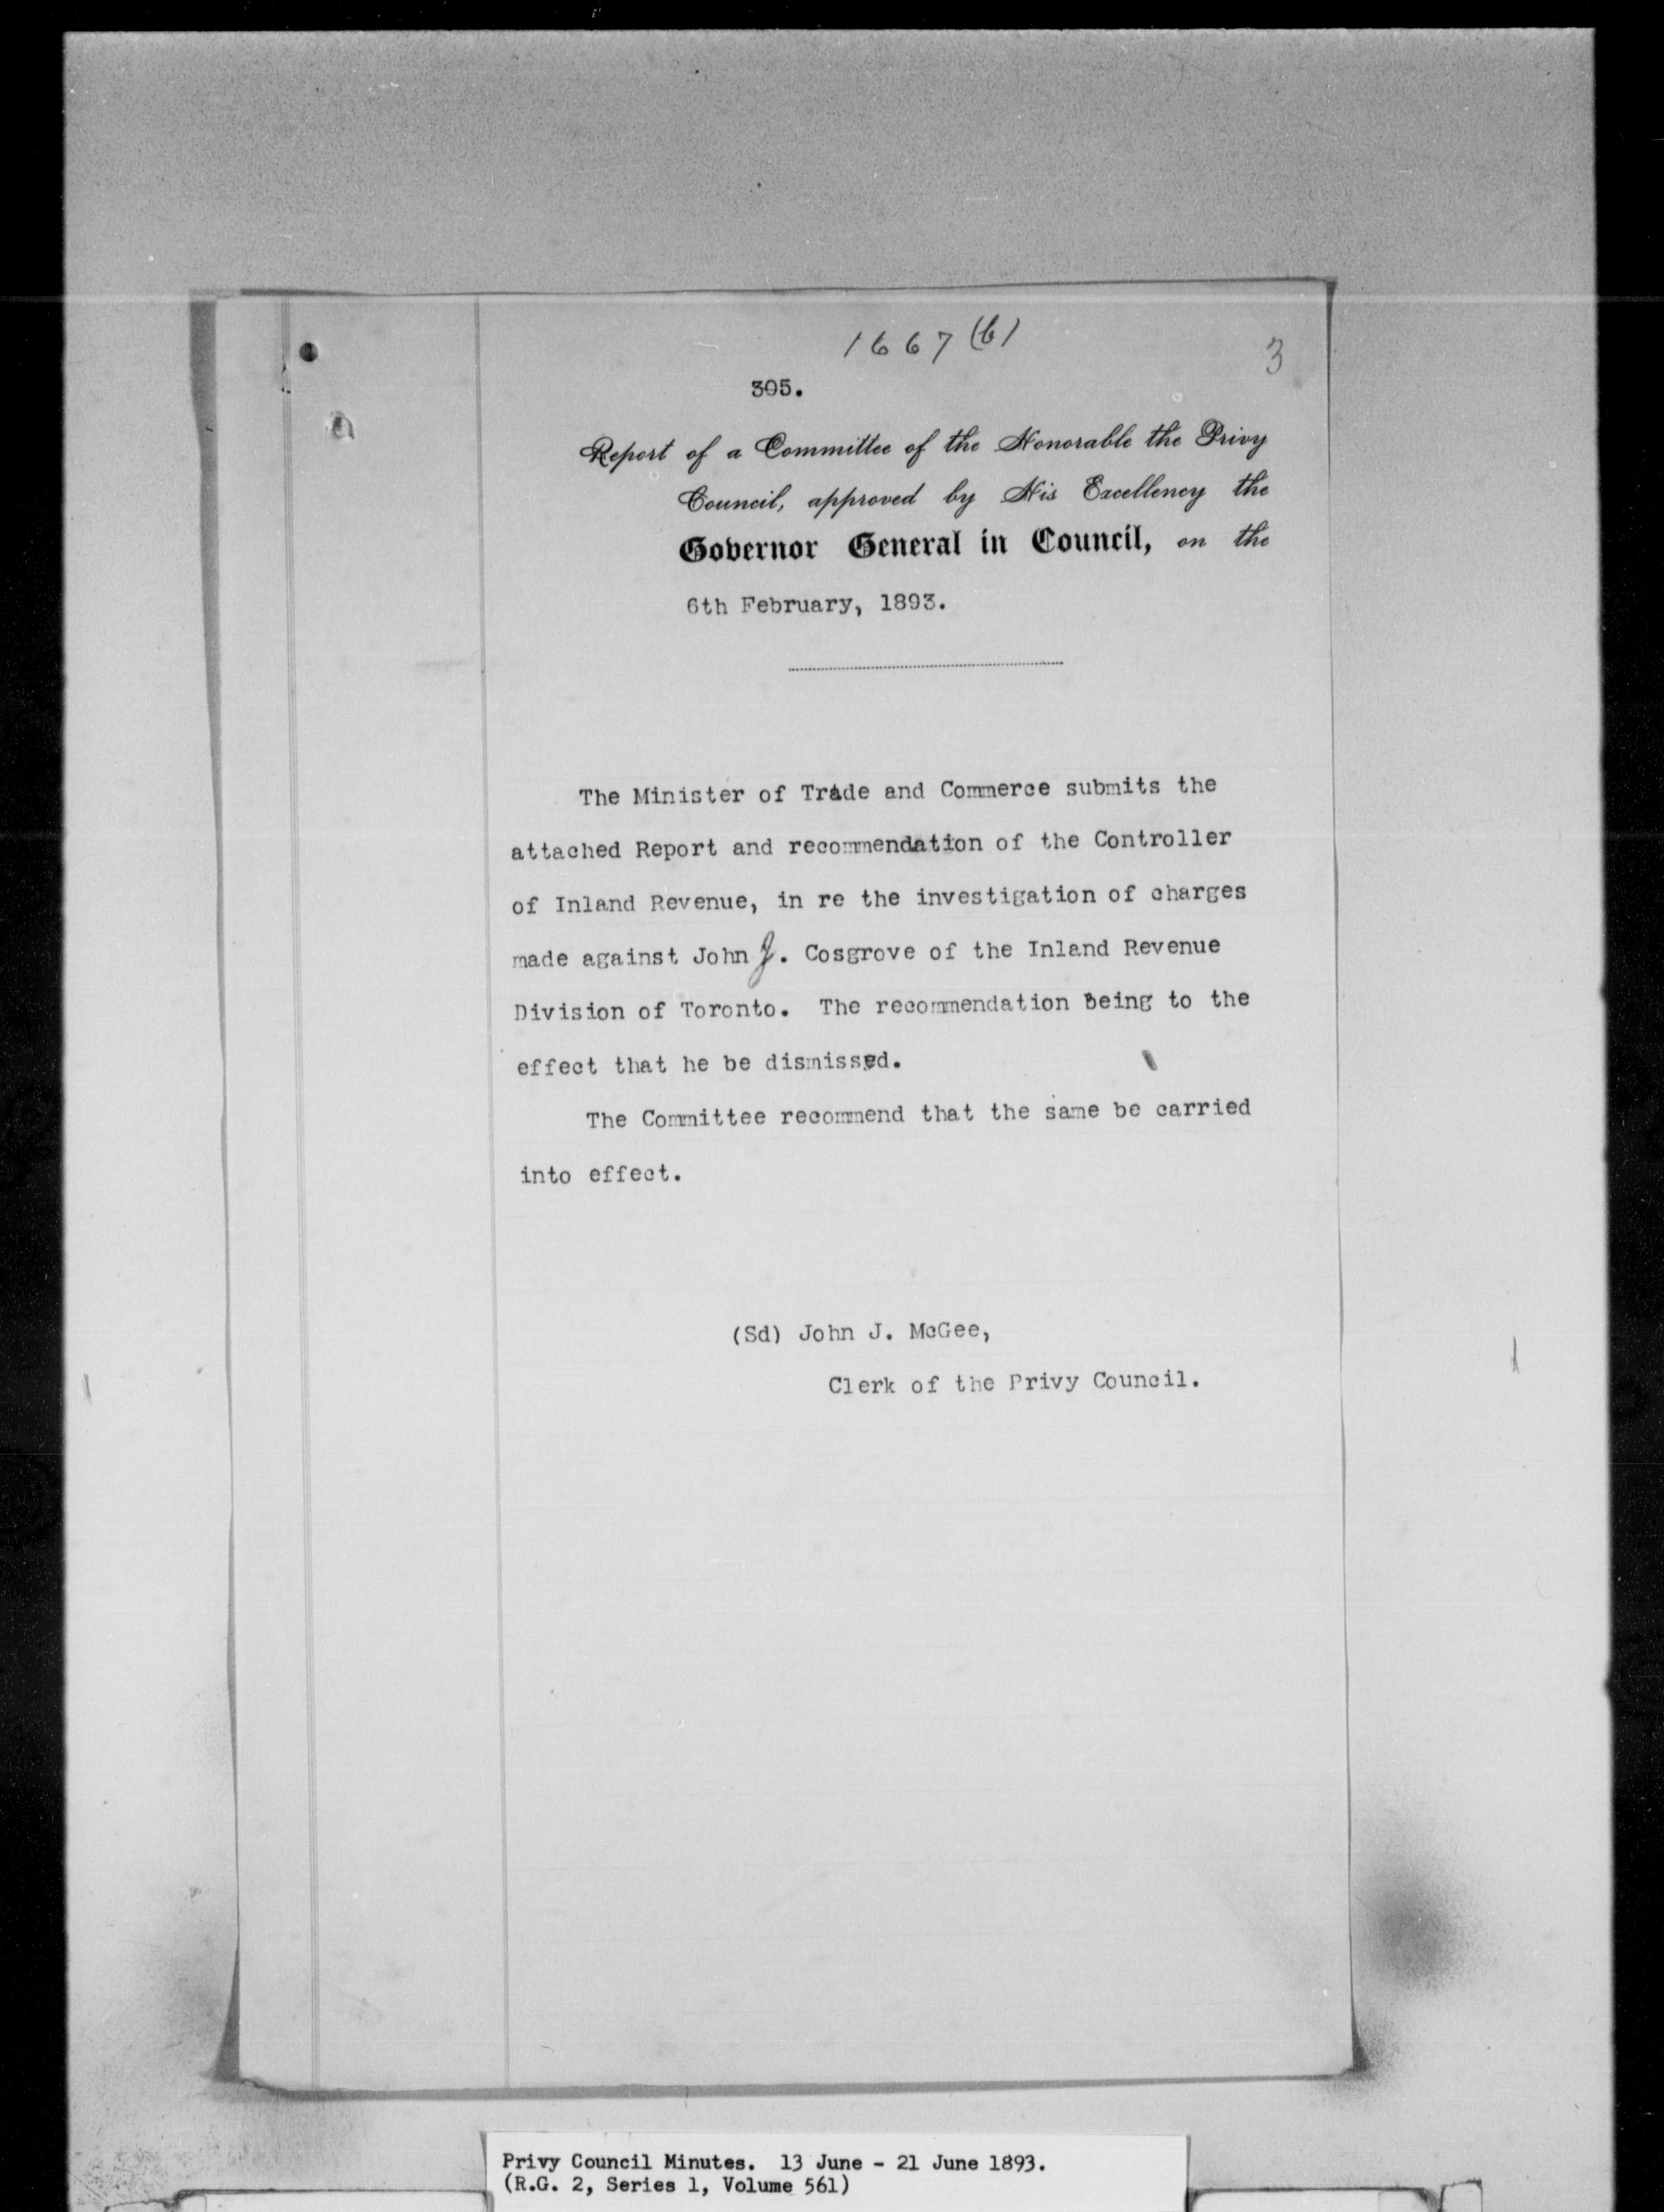 1667 (b)
3
305.
Report of a Committee of the Honorable the Privy
Council, approved by His Excellency the
Governor General in Council, on the
6th February, 1893.
The Minister of Trade and Commerce submits the
attached Report and recommendation of the Controller
of Inland Revenue, in re the investigation of charges
made against John J. Cosgrove of the Inland Revenue
Division of Toronto. The recommendation being to the
effect that he be dismissed.
The Committee recommend that the same be carried
into effect.
(Sd) John J. McGee,
Clerk of the Privy Council.
Privy Council Minutes. 13 June - 21 June 1893.
(R.G. 2, Series 1, Volume 561)